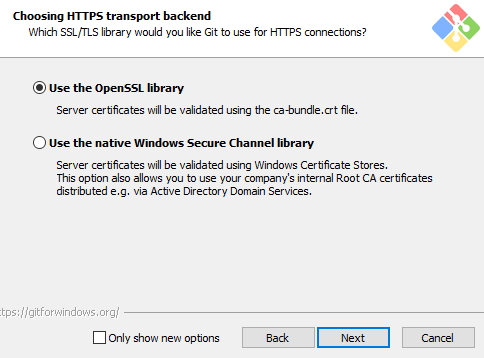 Choosing HTTPS transport backend
Which SSL/TLS library would you like Git to use for HTTPS connections?
Use the OpenSSL library
Server certificates will be validated using the ca-bundle.crt file.
Use the native Windows Secure Channel library
Server certificates will be validated using Windows Certificate Stores.
This option also allows you to use your company's internal Root CA certificates
distributed e.g. via Active Directory Domain Services.
ttps://gitforwindows.org/
Only show new options
Back
Next
Cancel